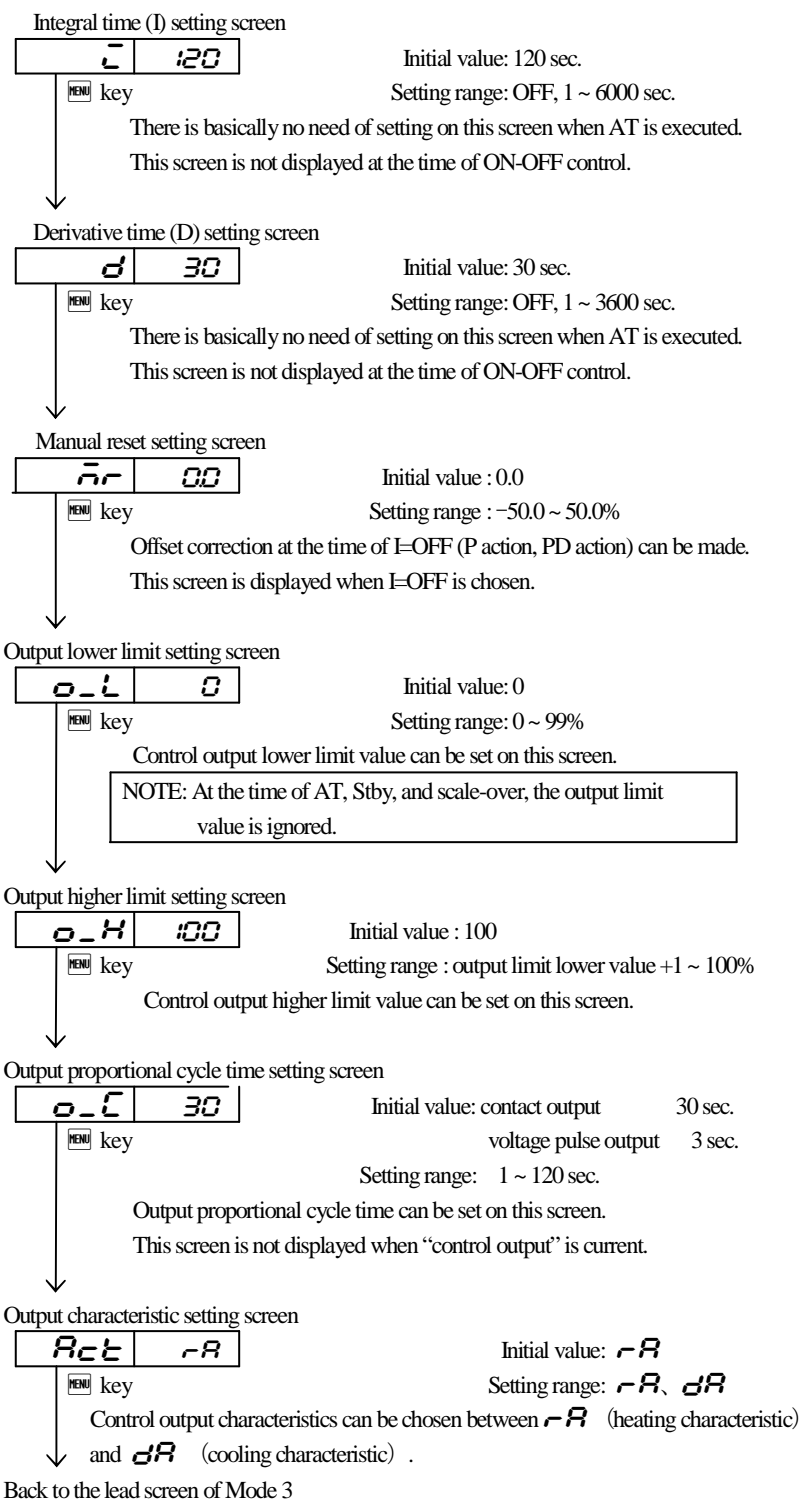 Integral time (I) setting screen
i 120 Initial value: 120 sec.
MENU key Setting range: OFF, 1 ~ 6000 sec.
There is basically no need of setting on this screen when AT is executed.
This screen is not displayed at the time of ON-OFF control.
Derivative time (D) setting screen
d 30 Initial value: 30 sec.
MENU key Setting range: OFF, 1 ~ 3600 sec.
There is basically no need of setting on this screen when AT is executed.
This screen is not displayed at the time of ON-OFF control.
Manual reset setting screen
n̄r 0.0 Initial value : 0.0
MENU key Setting range : −50.0 ~ 50.0%
Offset correction at the time of I=OFF (P action, PD action) can be made.
This screen is displayed when I=OFF is chosen.
Output lower limit setting screen
o_L 0 Initial value: 0
MENU key Setting range: 0 ~ 99%
Control output lower limit value can be set on this screen.
NOTE: At the time of AT, Stby, and scale-over, the output limit
value is ignored.
Output higher limit setting screen
o_H 100 Initial value : 100
MENU key Setting range : output limit lower value +1 ~ 100%
Control output higher limit value can be set on this screen.
Output proportional cycle time setting screen
o_C 30 Initial value: contact output 30 sec.
MENU key voltage pulse output 3 sec.
Setting range: 1 ~ 120 sec.
Output proportional cycle time can be set on this screen.
This screen is not displayed when “control output” is current.
Output characteristic setting screen
Act rA Initial value: rA
MENU key Setting range: rA、dA
Control output characteristics can be chosen between rA (heating characteristic)
and dA (cooling characteristic) .
Back to the lead screen of Mode 3